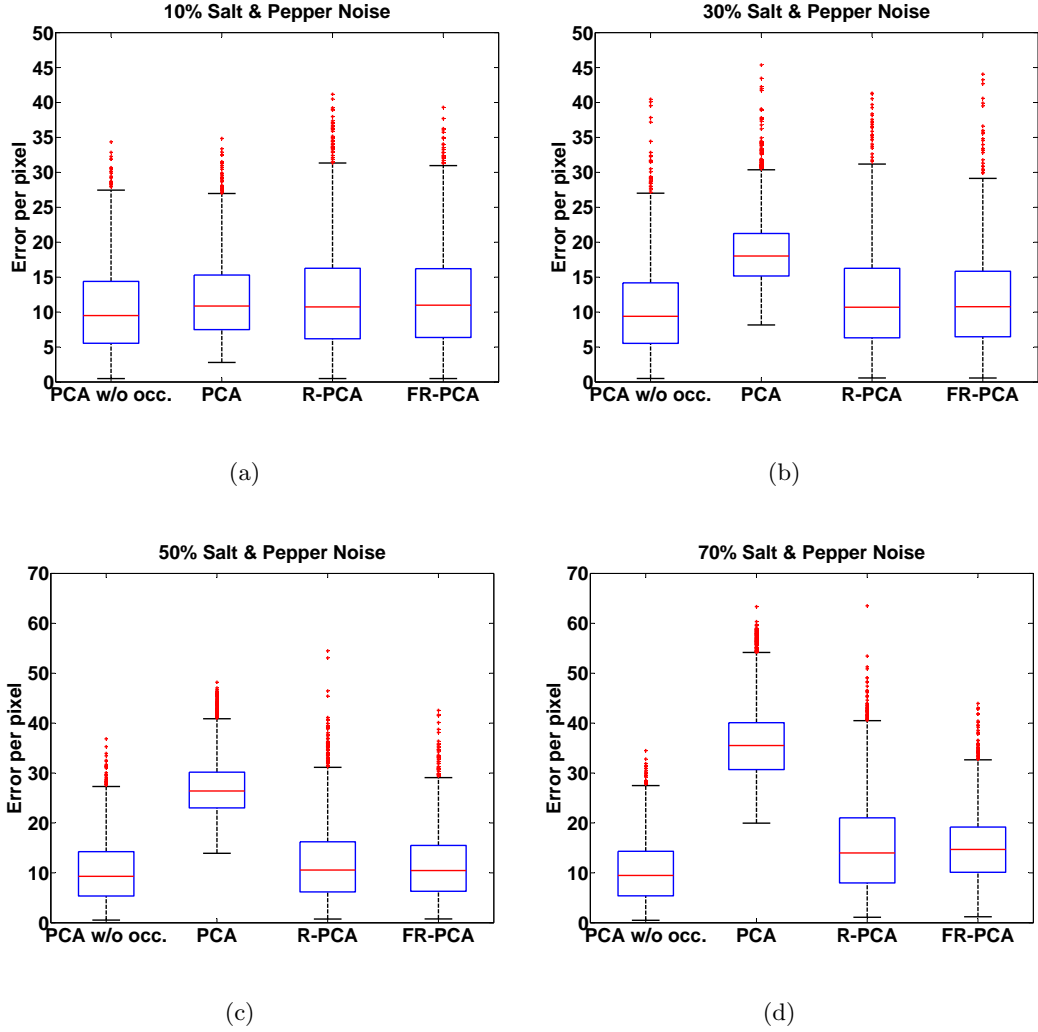 10% Salt & Pepper Noise
50
45
40
35
30
25
20
15
10
5
0
Error per pixel
PCA w/o occ. PCA R-PCA FR-PCA
(a)
30% Salt & Pepper Noise
50
45
40
35
30
25
20
15
10
5
0
Error per pixel
PCA w/o occ. PCA R-PCA FR-PCA
(b)
50% Salt & Pepper Noise
70
60
50
40
30
20
10
0
Error per pixel
PCA w/o occ. PCA R-PCA FR-PCA
(c)
70% Salt & Pepper Noise
70
60
50
40
30
20
10
0
Error per pixel
PCA w/o occ. PCA R-PCA FR-PCA
(d)